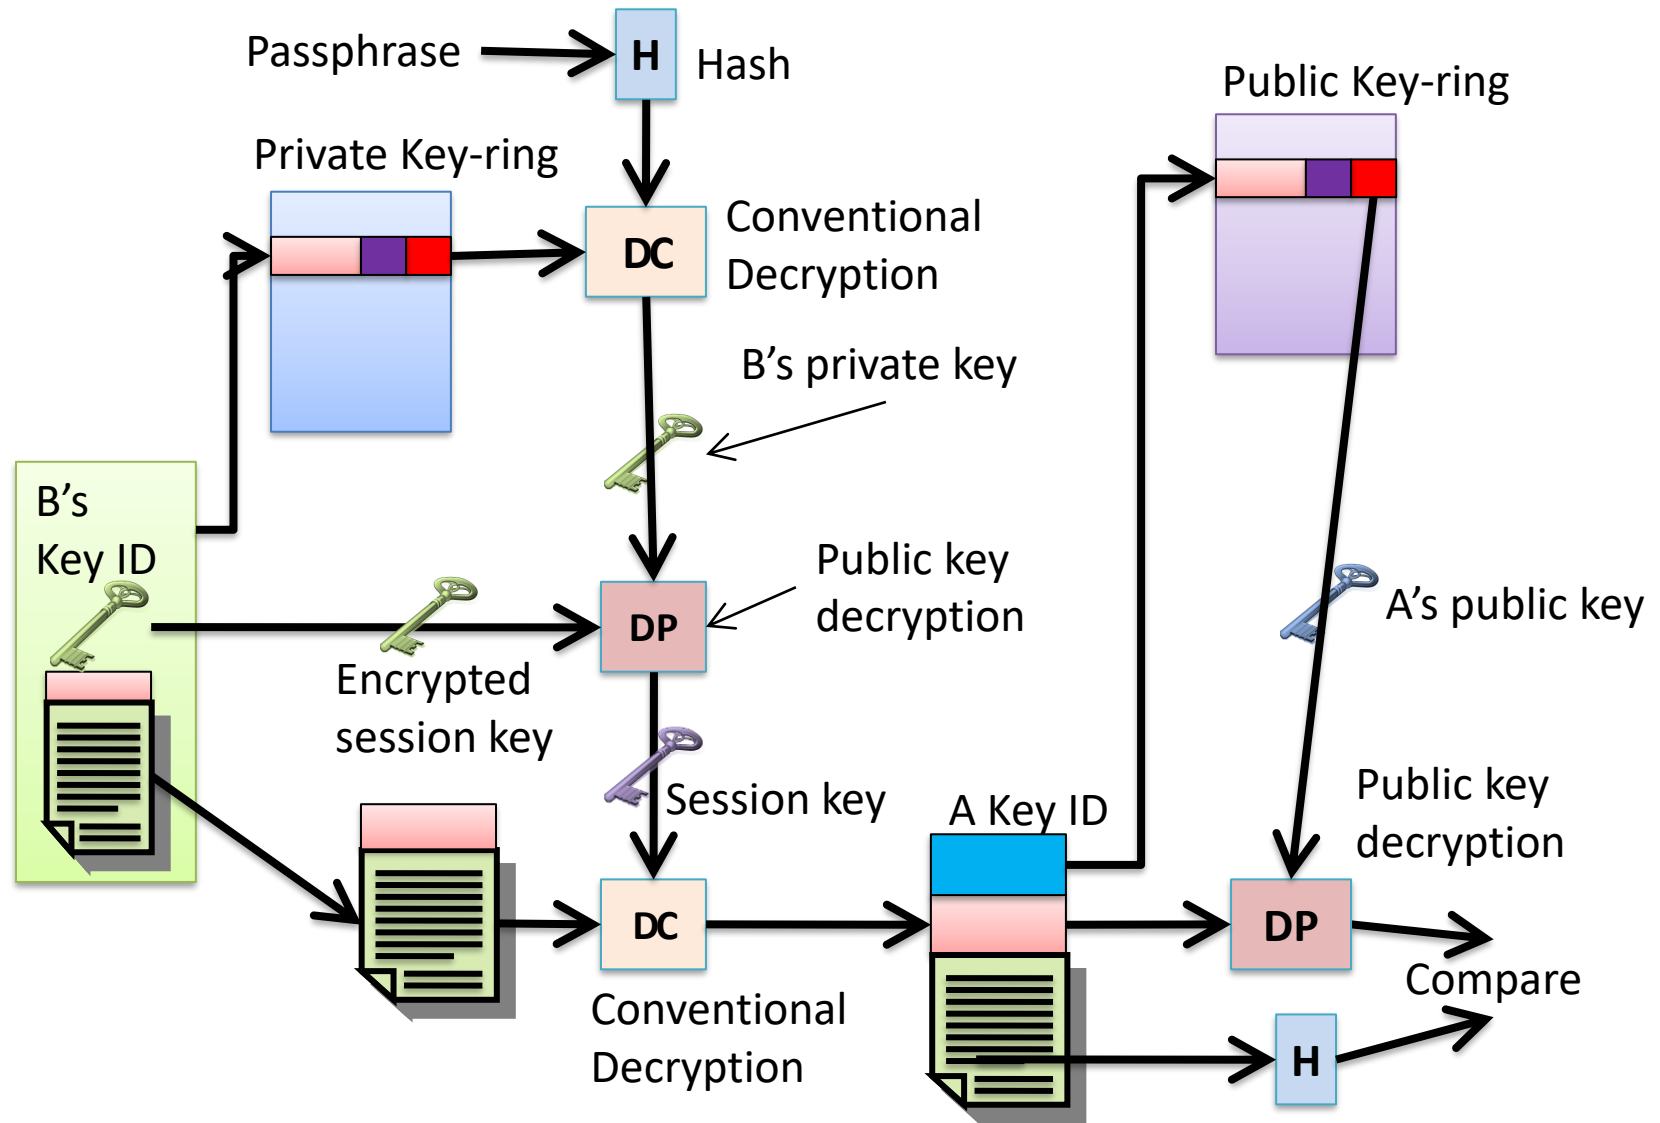 Passphrase
H
Hash
Public Key-ring
Private Key-ring
DC
Conventional
Decryption
B’s private key
B’s
Key ID
DP
Public key
decryption
A’s public key
Encrypted
session key
Session key
A Key ID
Public key
decryption
DC
DP
Compare
Conventional
Decryption
H